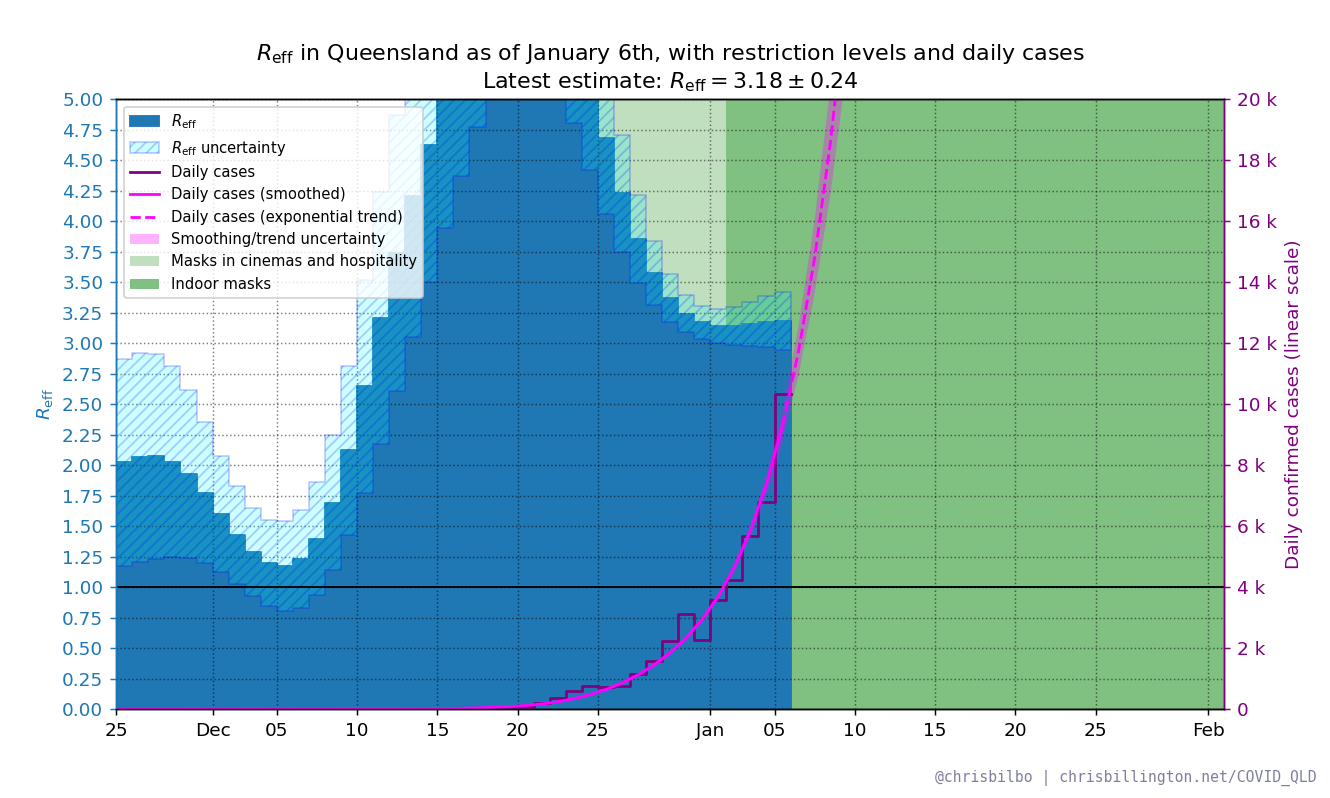 R_eff in Queensland as of January 6th, with restriction levels and daily cases
Latest estimate: R_eff = 3.18 ± 0.24
R_eff
R_eff uncertainty
Daily cases
Daily cases (smoothed)
Daily cases (exponential trend)
Smoothing/trend uncertainty
Masks in cinemas and hospitality
Indoor masks
5.00
4.75
4.50
4.25
4.00
3.75
3.50
3.25
3.00
2.75
2.50
2.25
2.00
1.75
1.50
1.25
1.00
0.75
0.50
0.25
0.00
R_eff
20 k
18 k
16 k
14 k
12 k
10 k
8 k
6 k
4 k
2 k
0
Daily confirmed cases (linear scale)
25 Dec 05 10 15 20 25 Jan 05 10 15 20 25 Feb
@chrisbilbo | chrisbillington.net/COVID_QLD